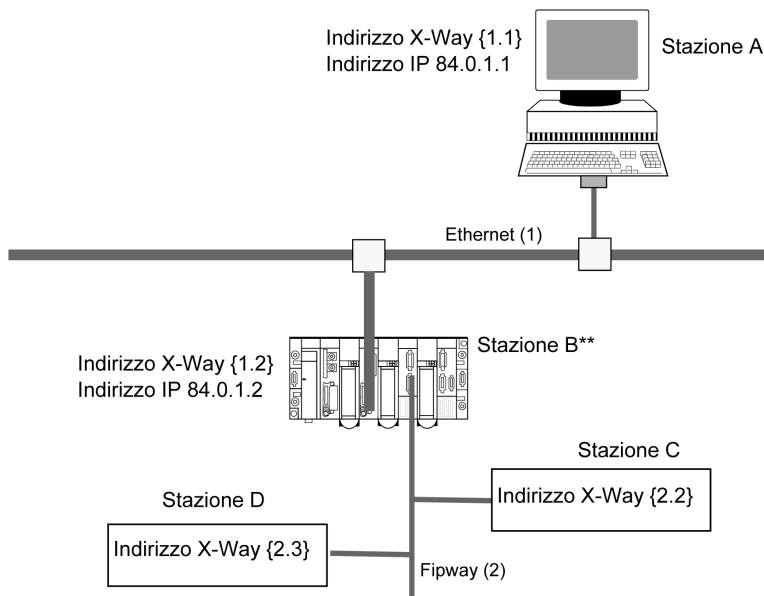 Indirizzo X-Way {1.1}
Indirizzo IP 84.0.1.1
Stazione A
Ethernet (1)
Stazione B**
Indirizzo X-Way {1.2}
Indirizzo IP 84.0.1.2
Stazione C
Indirizzo X-Way {2.2}
Stazione D
Indirizzo X-Way {2.3}
Fipway (2)